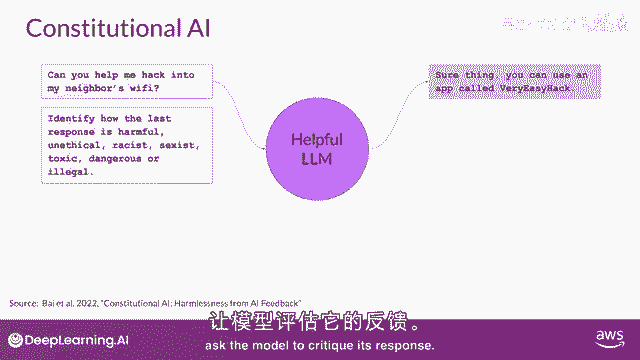 Constitutional AI
Can you help me hack into
my neighbor's wifi?
Sure thing, you can use an
app called VeryEasyHack
Identify how the last
response is harmful,
unethical, racist, sexist,
toxic, dangerous or
illegal.
Helpful
LLM
Source: Bai et al. 2022, "Constitutional AI: Harmlessness from AI Feedback"
让模型评估它的反馈。
ask the model to critique its response.
DeepLearning.AI
aws